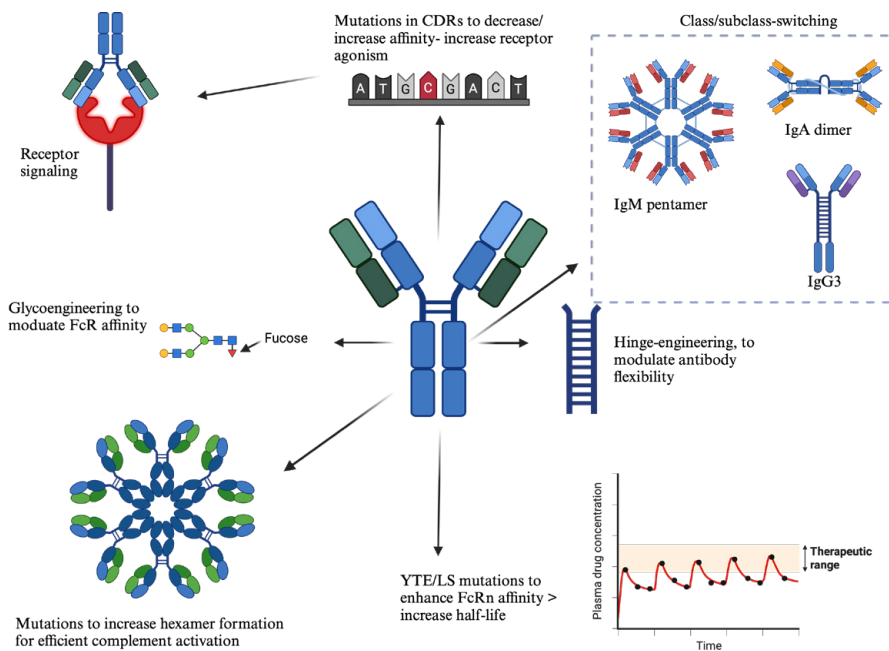 Mutations in CDRs to decrease/
increase affinity- increase receptor
agonism
A T G C G A C T
Receptor
signaling
Class/subclass-switching
IgM pentamer
IgA dimer
IgG3
Glycoengineering to
moduate FcR affinity
Fucose
Hinge-engineering, to
modulate antibody
flexibility
Mutations to increase hexamer formation
for efficient complement activation
YTE/LS mutations to
enhance FcRn affinity >
increase half-life
Plasma drug concentration
Therapeutic
range
Time